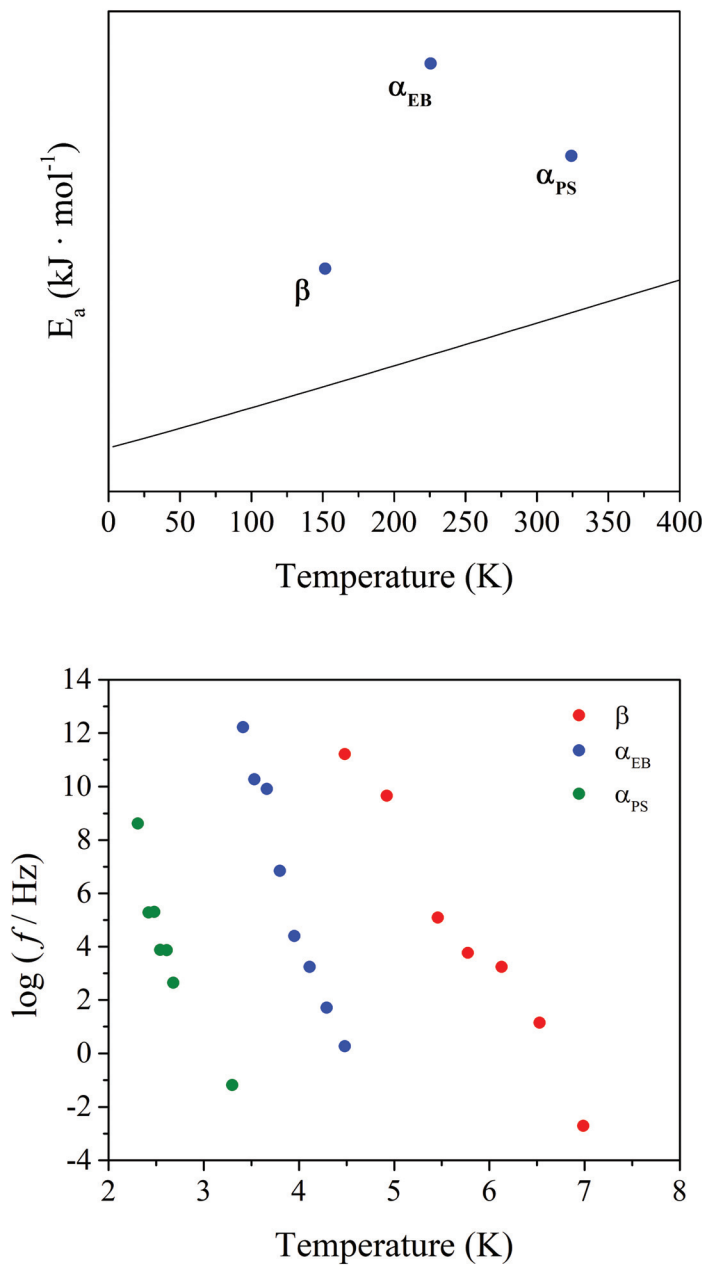 α_EB
α_PS
β
E_a (kJ · mol⁻¹)
0 50 100 150 200 250 300 350 400
Temperature (K)
14
12
10
8
6
4
2
0
-2
-4
β
α_EB
α_PS
log (f / Hz)
2 3 4 5 6 7 8
Temperature (K)